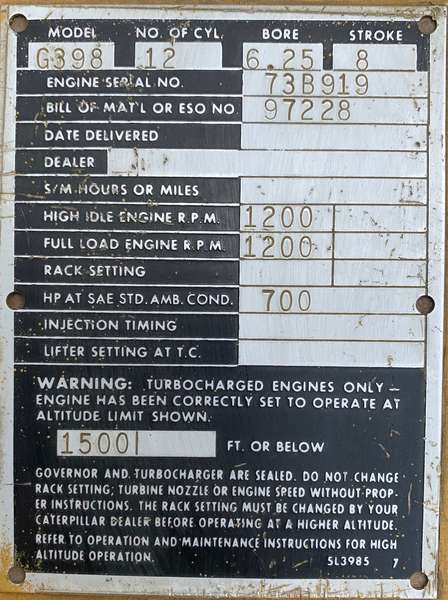 MODEL NO. OF CYL. BORE STROKE
G398 12 6.25 8
ENGINE SERIAL NO. 73B919
BILL OF MAT'L OR ESO NO. 97228
DATE DELIVERED
DEALER
S/M HOURS OR MILES
HIGH IDLE ENGINE R.P.M. 1200
FULL LOAD ENGINE R.P.M. 1200
RACK SETTING
HP AT SAE STD. AMB. COND. 700
INJECTION TIMING
LIFTER SETTING AT T.C.
WARNING: TURBOCHARGED ENGINES ONLY —
ENGINE HAS BEEN CORRECTLY SET TO OPERATE AT
ALTITUDE LIMIT SHOWN.
1500 FT. OR BELOW
GOVERNOR AND TURBOCHARGER ARE SEALED. DO NOT CHANGE
RACK SETTING; TURBINE NOZZLE OR ENGINE SPEED WITHOUT PROP-
ER INSTRUCTIONS. THE RACK SETTING MUST BE CHANGED BY YOUR
CATERPILLAR DEALER BEFORE OPERATING AT A HIGHER ALTITUDE.
REFER TO OPERATION AND MAINTENANCE INSTRUCTIONS FOR HIGH
ALTITUDE OPERATION. 5L3985 7